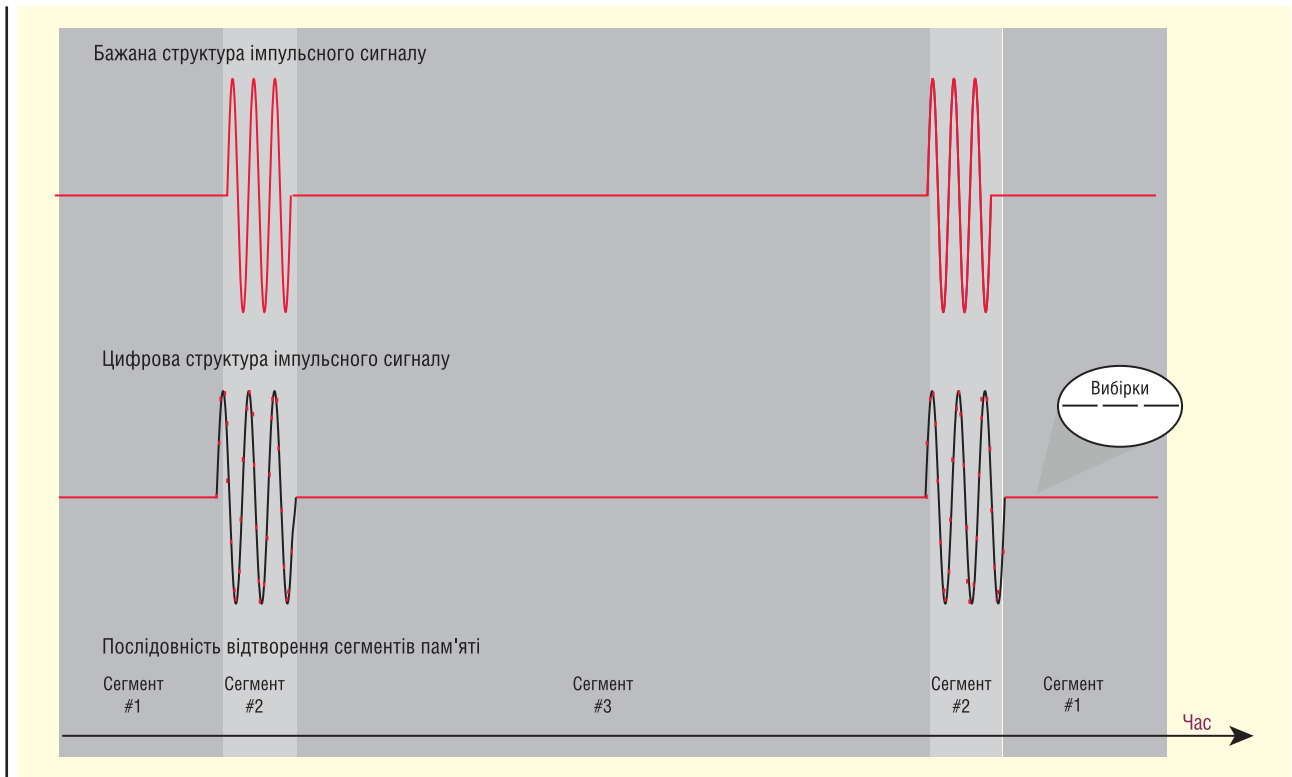 Бажана структура імпульсного сигналу
Цифрова структура імпульсного сигналу
Вибірки
Послідовність відтворення сегментів пам'яті
Сегмент
#1
Сегмент
#2
Сегмент
#3
Сегмент
#2
Сегмент
#1
Час